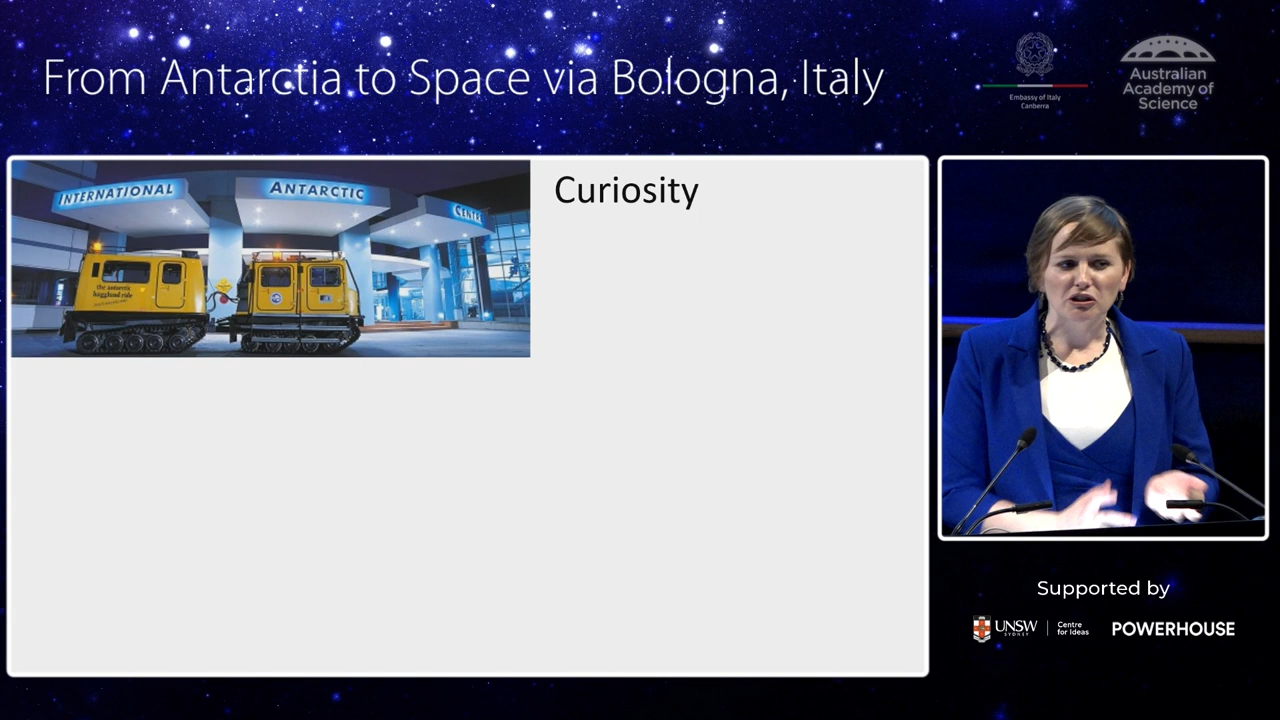 From Antarctia to Space via Bologna, Italy
Embassy of Italy
Canberra
Australian
Academy of
Science
INTERNATIONAL
ANTARCTIC
CENTRE
the antarctic
hagglund ride
Curiosity
Supported by
UNSW
SYDNEY
Centre
for Ideas
POWERHOUSE